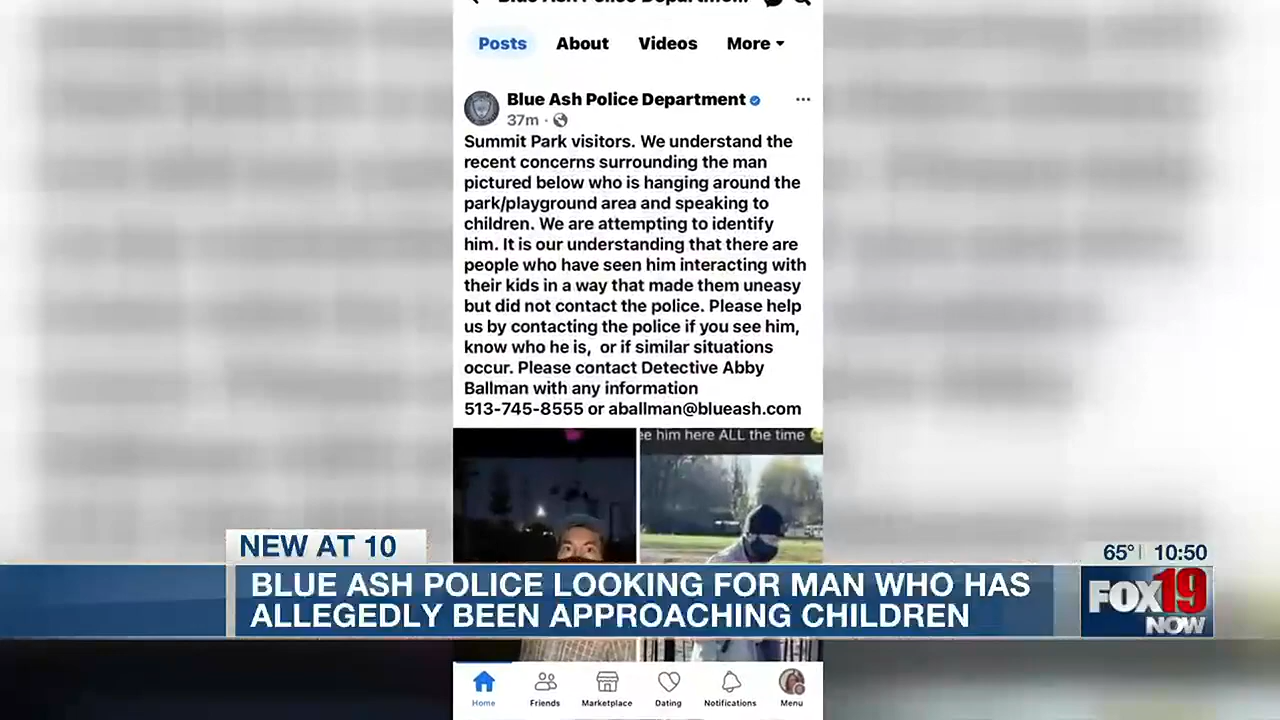 Posts About Videos More
Blue Ash Police Department
37m
Summit Park visitors. We understand the
recent concerns surrounding the man
pictured below who is hanging around the
park/playground area and speaking to
children. We are attempting to identify
him. It is our understanding that there are
people who have seen him interacting with
their kids in a way that made them uneasy
but did not contact the police. Please help
us by contacting the police if you see him,
know who he is, or if similar situations
occur. Please contact Detective Abby
Ballman with any information
513-745-8555 or aballman@blueash.com
him here ALL the time
NEW AT 10
BLUE ASH POLICE LOOKING FOR MAN WHO HAS
ALLEGEDLY BEEN APPROACHING CHILDREN
65° 10:50
FOX19
NOW
Home Friends Marketplace Dating Notifications Menu